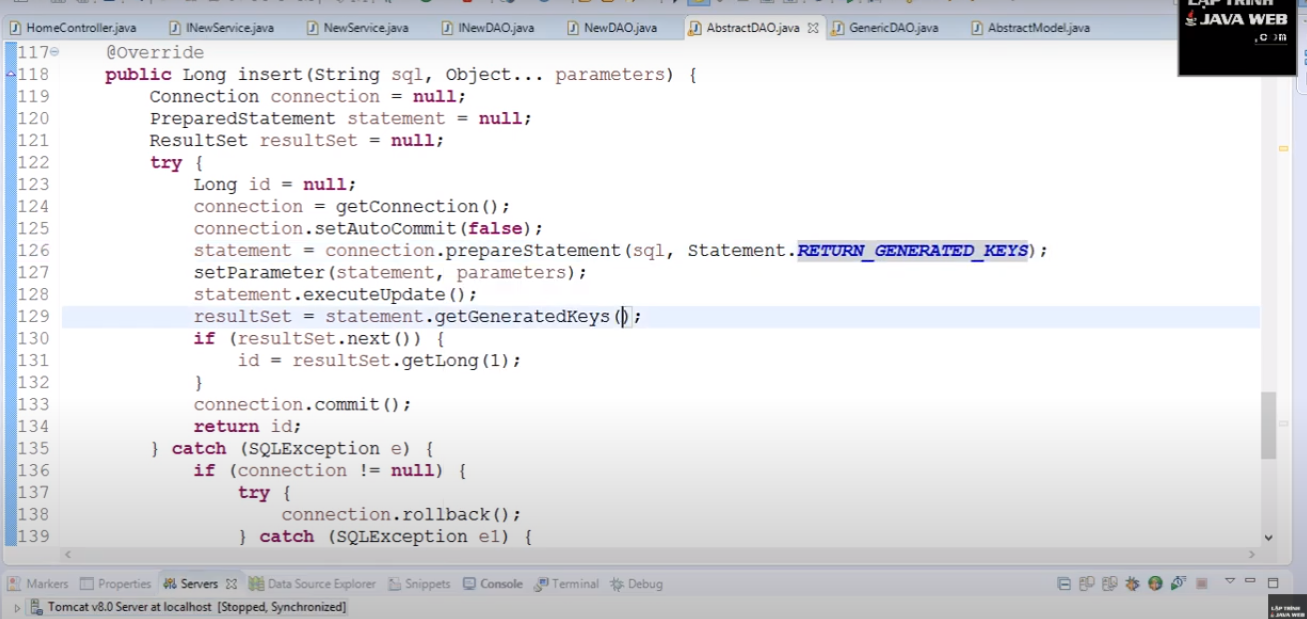 LẬP TRÌNH
JAVA WEB
.COM
HomeController.java INewService.java NewService.java INewDAO.java NewDAO.java AbstractDAO.java GenericDAO.java AbstractModel.java
117 @Override
118 public Long insert(String sql, Object... parameters) {
119 Connection connection = null;
120 PreparedStatement statement = null;
121 ResultSet resultSet = null;
122 try {
123 Long id = null;
124 connection = getConnection();
125 connection.setAutoCommit(false);
126 statement = connection.prepareStatement(sql, Statement.RETURN_GENERATED_KEYS);
127 setParameter(statement, parameters);
128 statement.executeUpdate();
129 resultSet = statement.getGeneratedKeys();
130 if (resultSet.next()) {
131 id = resultSet.getLong(1);
132 }
133 connection.commit();
134 return id;
135 } catch (SQLException e) {
136 if (connection != null) {
137 try {
138 connection.rollback();
139 } catch (SQLException e1) {
Markers Properties Servers Data Source Explorer Snippets Console Terminal Debug
Tomcat v8.0 Server at localhost [Stopped, Synchronized]
LẬP TRÌNH
JAVA WEB